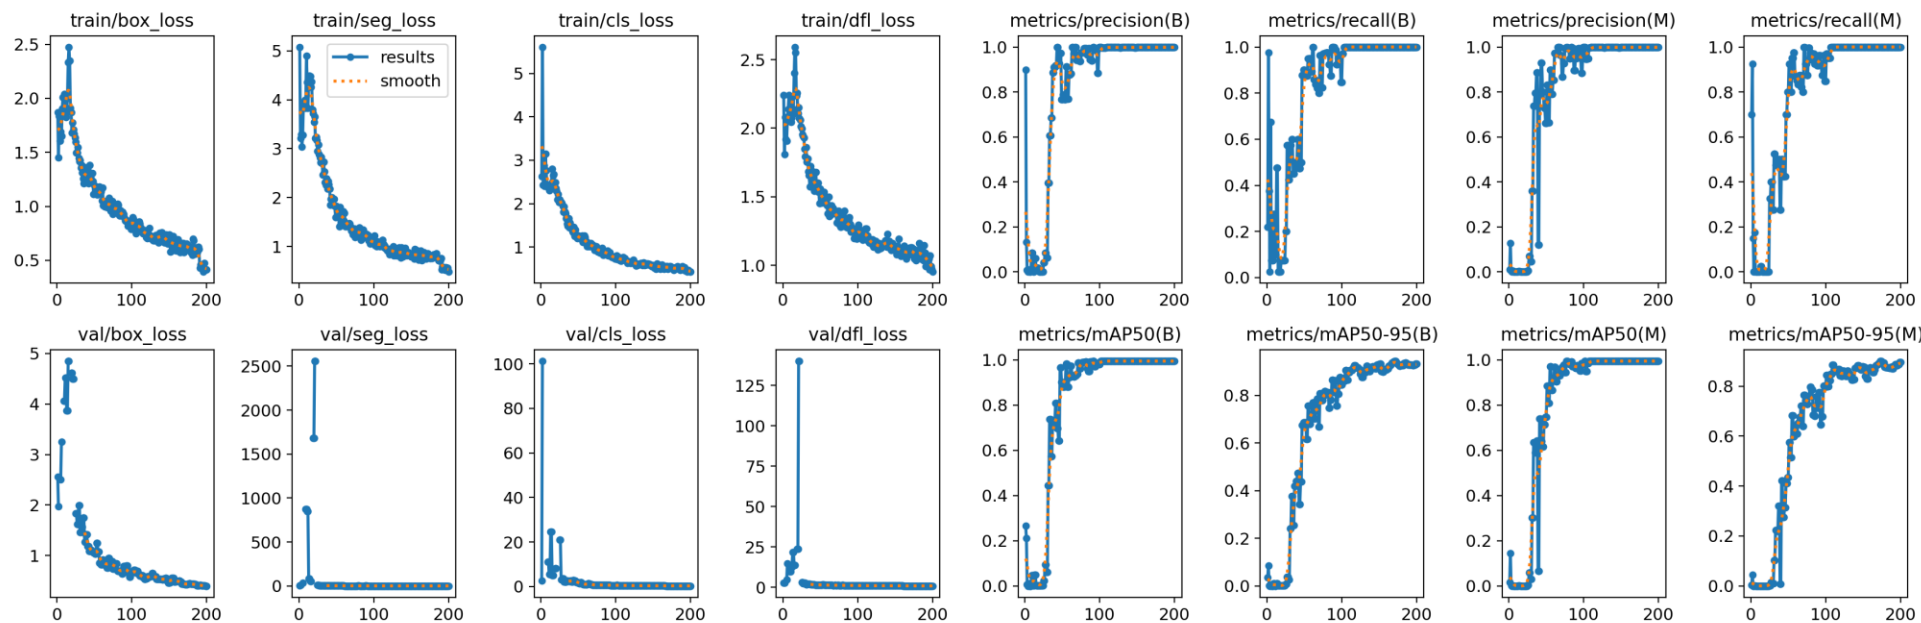 train/box_loss
train/seg_loss
train/cls_loss
train/dfl_loss
metrics/precision(B)
metrics/recall(B)
metrics/precision(M)
metrics/recall(M)
results
smooth
2.5
2.0
1.5
1.0
0.5
0 100 200
5
4
3
2
1
0 100 200
5
4
3
2
1
0 100 200
2.5
2.0
1.5
1.0
0 100 200
1.0
0.8
0.6
0.4
0.2
0.0
0 100 200
1.0
0.8
0.6
0.4
0.2
0.0
0 100 200
1.0
0.8
0.6
0.4
0.2
0.0
0 100 200
1.0
0.8
0.6
0.4
0.2
0.0
0 100 200
val/box_loss
val/seg_loss
val/cls_loss
val/dfl_loss
metrics/mAP50(B)
metrics/mAP50-95(B)
metrics/mAP50(M)
metrics/mAP50-95(M)
5
4
3
2
1
0 100 200
2500
2000
1500
1000
500
0
0 100 200
100
80
60
40
20
0
0 100 200
125
100
75
50
25
0
0 100 200
1.0
0.8
0.6
0.4
0.2
0.0
0 100 200
0.8
0.6
0.4
0.2
0.0
0 100 200
1.0
0.8
0.6
0.4
0.2
0.0
0 100 200
0.8
0.6
0.4
0.2
0.0
0 100 200